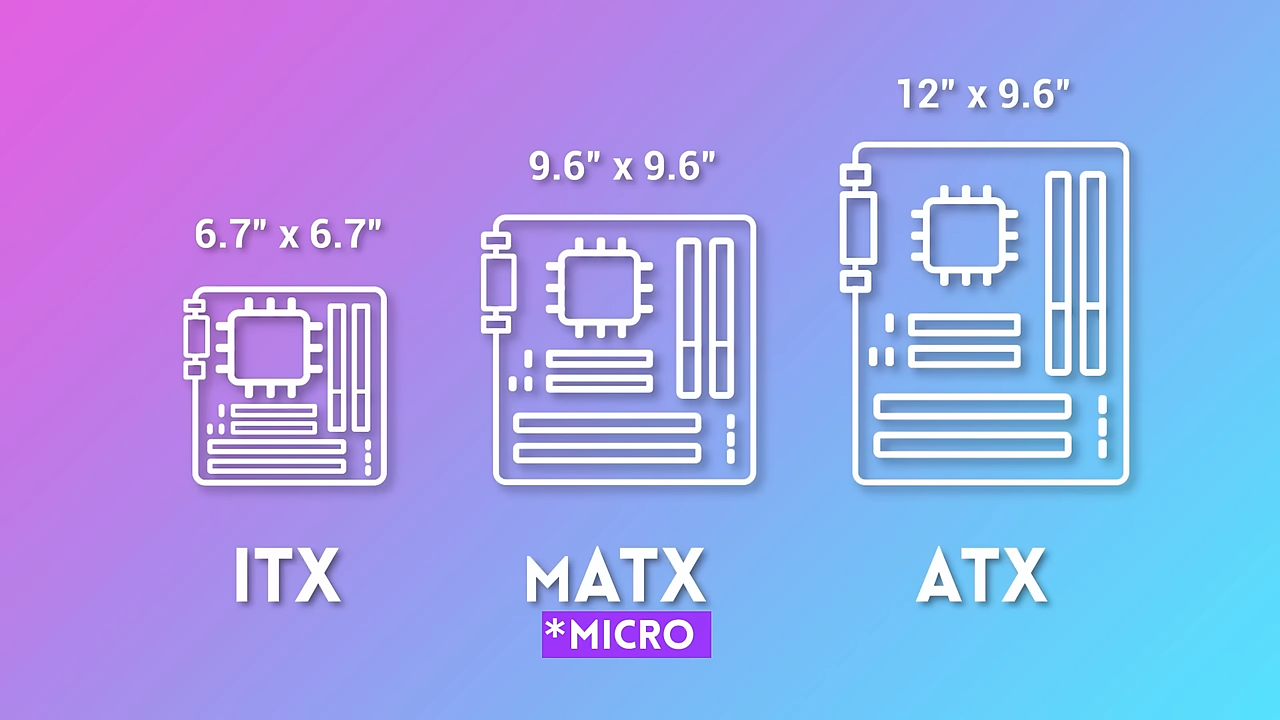 6.7” x 6.7”
ITX
9.6” x 9.6”
mATX
*MICRO
12” x 9.6”
ATX